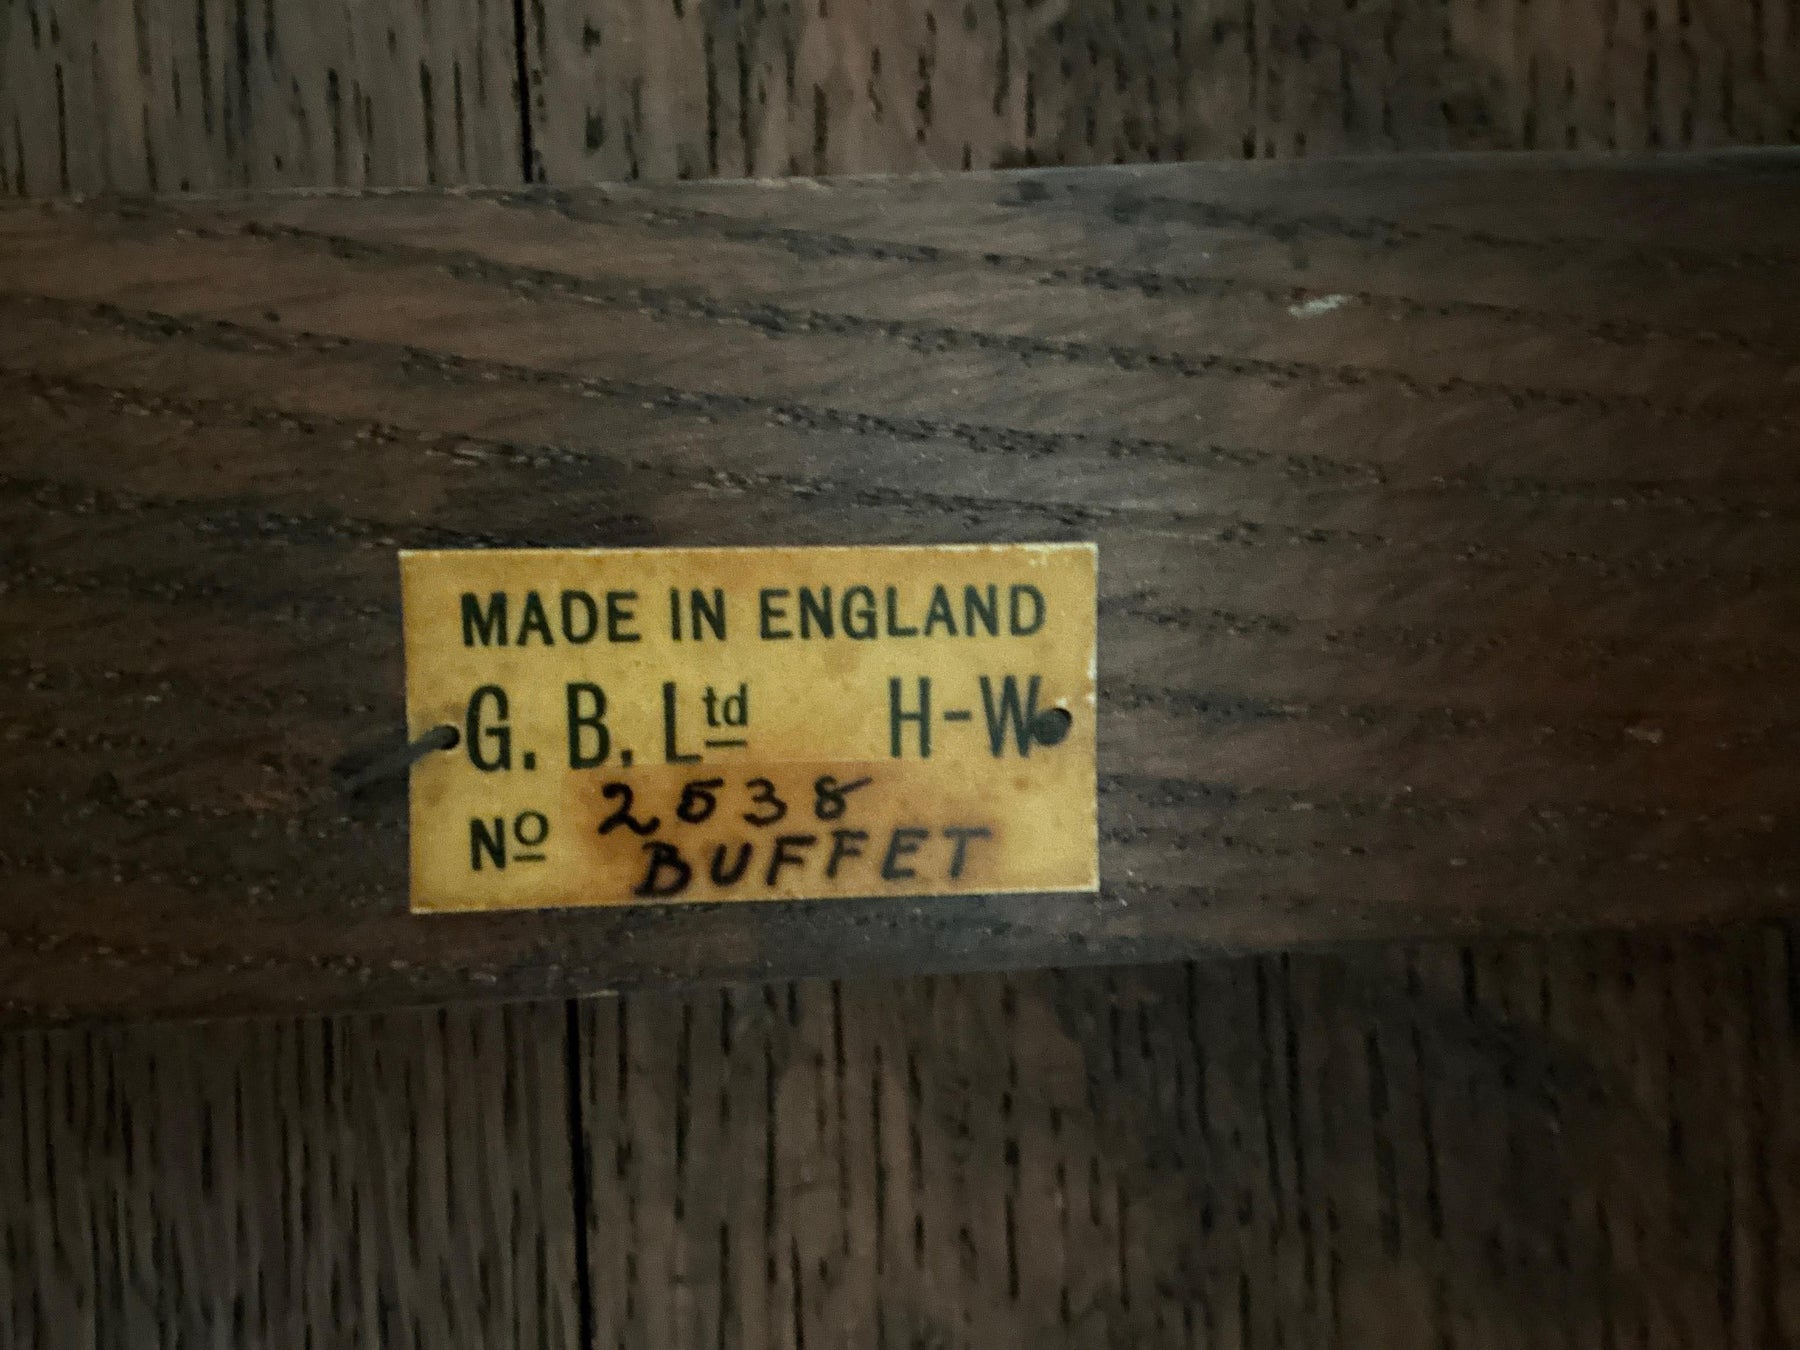 MADE IN ENGLAND
G. B. Ltd H-W
No 2538
BUFFET